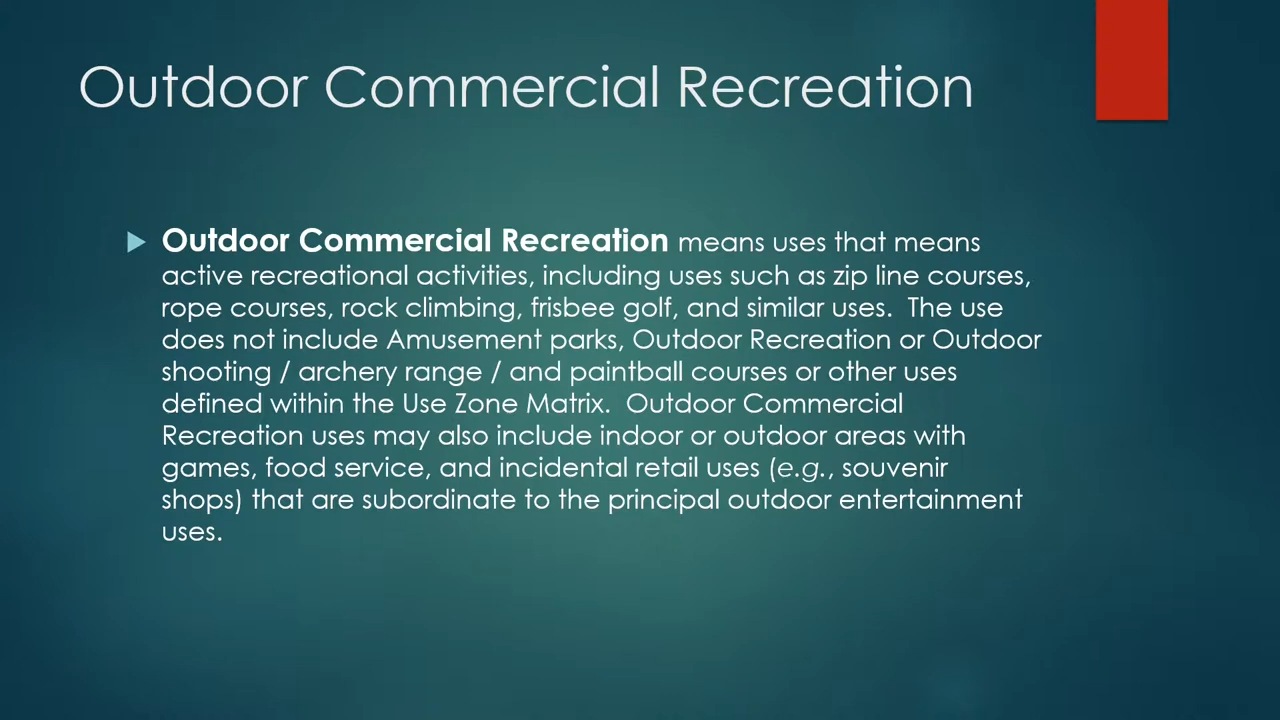 Outdoor Commercial Recreation
Outdoor Commercial Recreation means uses that means
active recreational activities, including uses such as zip line courses,
rope courses, rock climbing, frisbee golf, and similar uses.  The use
does not include Amusement parks, Outdoor Recreation or Outdoor
shooting / archery range / and paintball courses or other uses
defined within the Use Zone Matrix.  Outdoor Commercial
Recreation uses may also include indoor or outdoor areas with
games, food service, and incidental retail uses (e.g., souvenir
shops) that are subordinate to the principal outdoor entertainment
uses.